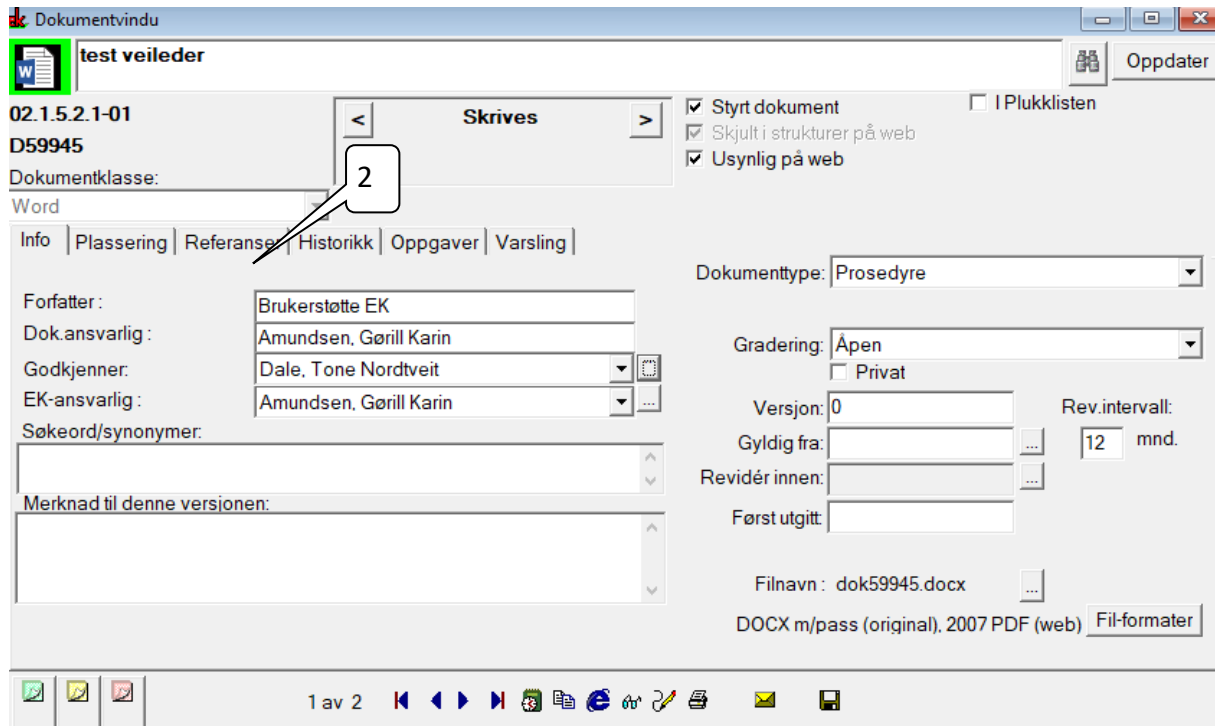 Dokumentvindu
test veileder
Oppdater
02.1.5.2.1-01
D59945
< Skrives >
Styrt dokument
I Plukklisten
Skjult i strukturer på web
Usynlig på web
Dokumentklasse:
Word
2
Info Plassering Referanser Historikk Oppgaver Varsling
Dokumenttype: Prosedyre
Forfatter : Brukerstøtte EK
Dok.ansvarlig : Amundsen, Gørill Karin
Godkjenner: Dale, Tone Nordtveit
EK-ansvarlig : Amundsen, Gørill Karin
Søkeord/synonymer:
Merknad til denne versjonen:
Gradering: Åpen
Privat
Versjon: 0
Rev.intervall:
Gyldig fra:
12 mnd.
Revidér innen:
Først utgitt:
Filnavn : dok59945.docx
DOCX m/pass (original), 2007 PDF (web) Fil-formater
1 av 2